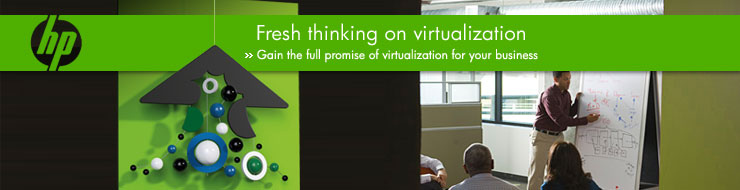 hp
Fresh thinking on virtualization
» Gain the full promise of virtualization for your business